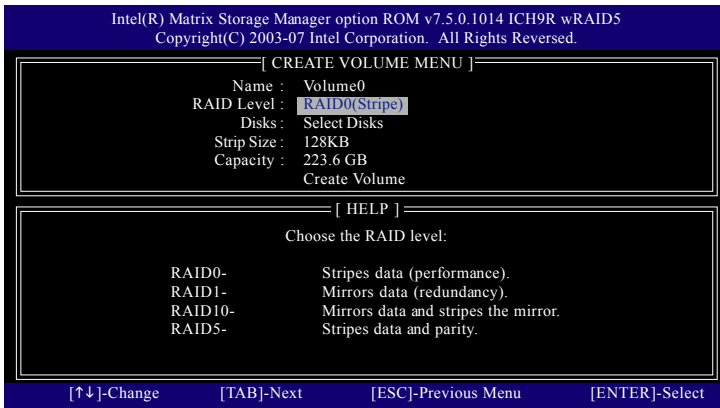 Intel(R) Matrix Storage Manager option ROM v7.5.0.1014 ICH9R wRAID5
Copyright(C) 2003-07 Intel Corporation. All Rights Reversed.
[ CREATE VOLUME MENU ]
Name : Volume0
RAID Level : RAID0(Stripe)
Disks : Select Disks
Strip Size : 128KB
Capacity : 223.6 GB
Create Volume
[ HELP ]
Choose the RAID level:
RAID0- Stripes data (performance).
RAID1- Mirrors data (redundancy).
RAID10- Mirrors data and stripes the mirror.
RAID5- Stripes data and parity.
[↑↓]-Change [TAB]-Next [ESC]-Previous Menu [ENTER]-Select